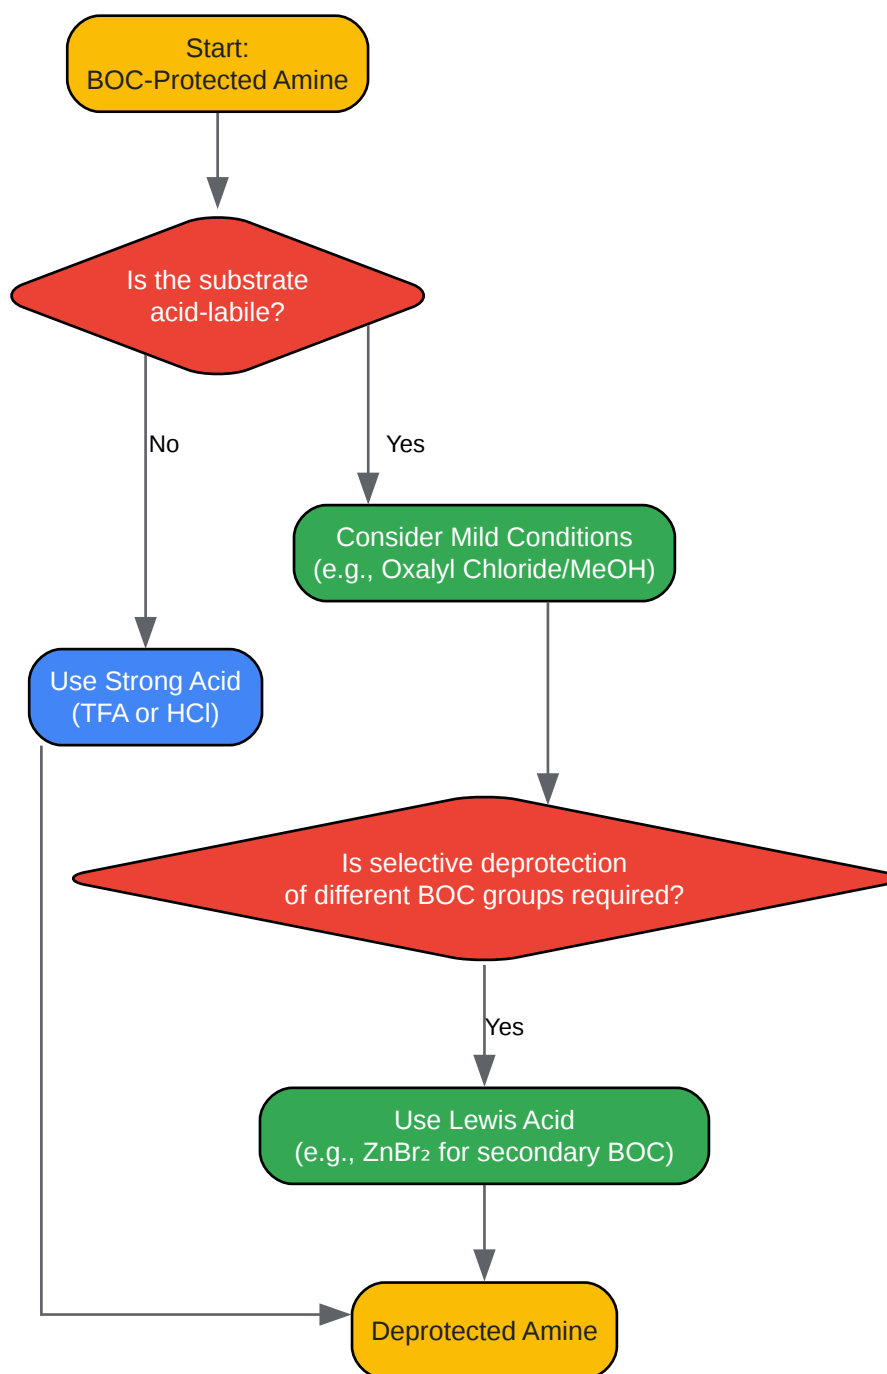 Start:
BOC-Protected Amine
Is the substrate
acid-labile?
No
Yes
Consider Mild Conditions
(e.g., Oxalyl Chloride/MeOH)
Use Strong Acid
(TFA or HCl)
Is selective deprotection
of different BOC groups required?
Yes
Use Lewis Acid
(e.g., ZnBr₂ for secondary BOC)
Deprotected Amine